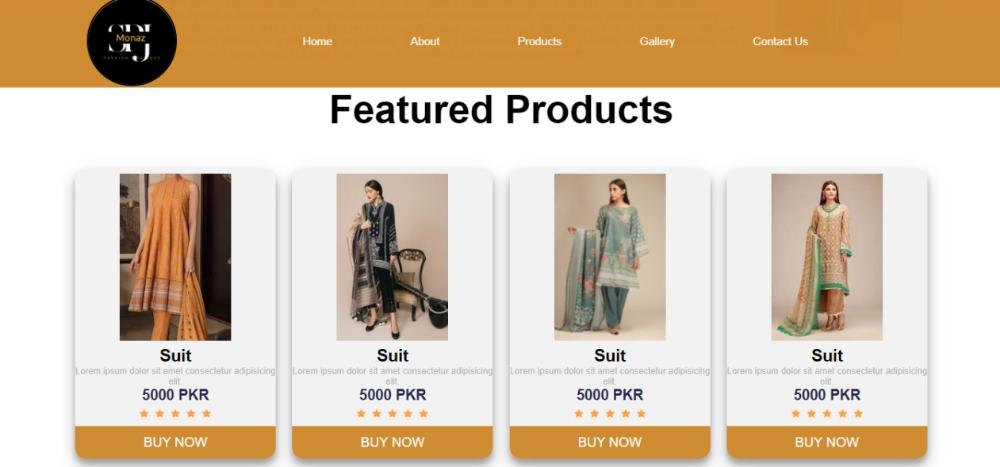 SPJ
Monaz
Home About Products Gallery Contact Us
Featured Products
Suit Suit Suit Suit
Lorem ipsum dolor sit amet consectetur adipisicing Lorem ipsum dolor sit amet consectetur adipisicing Lorem ipsum dolor sit amet consectetur adipisicing Lorem ipsum dolor sit amet consectetur adipisicing
elit. elit. elit. elit.
5000 PKR 5000 PKR 5000 PKR 5000 PKR
BUY NOW BUY NOW BUY NOW BUY NOW